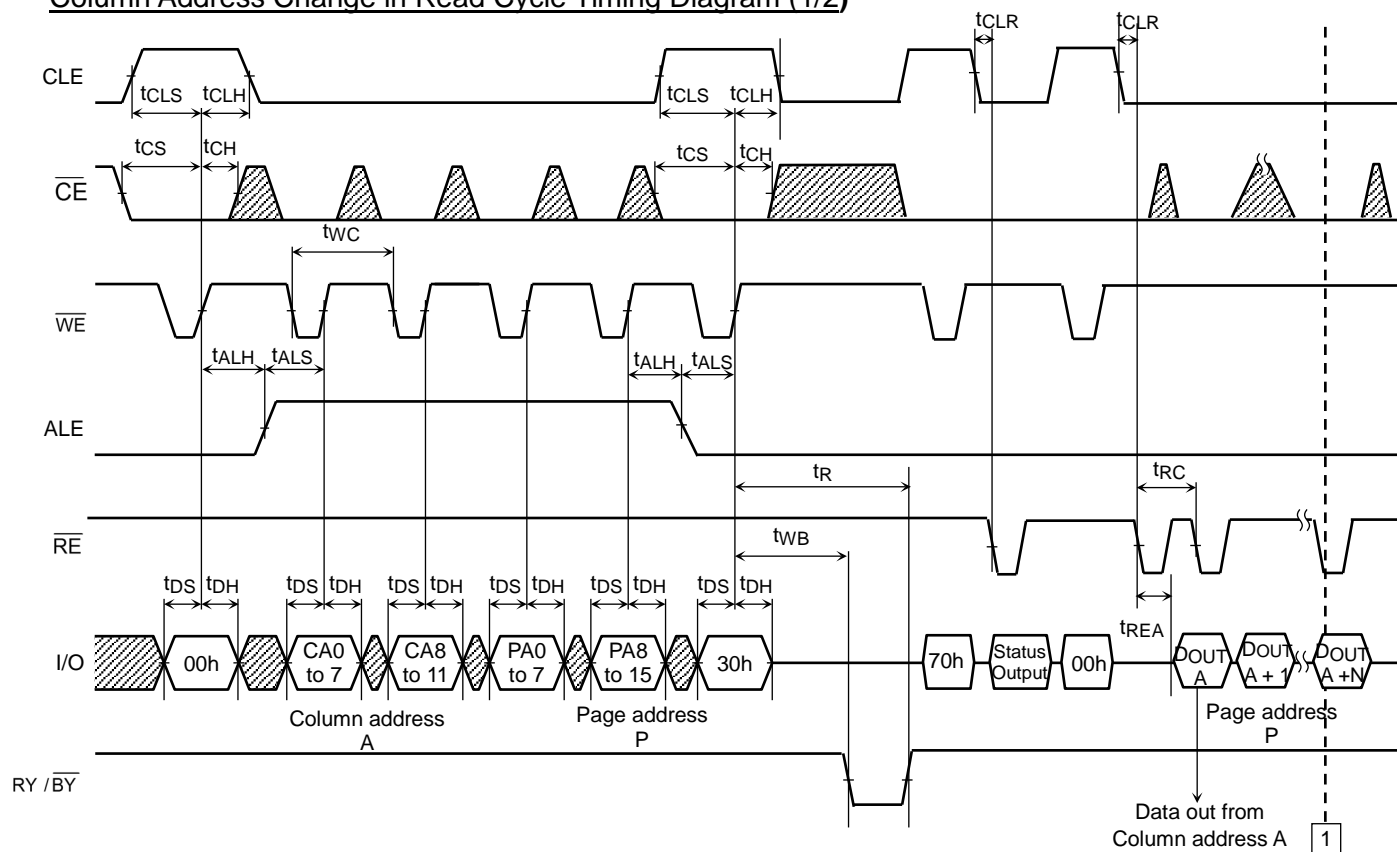 Column Address Change in Read Cycle Timing Diagram (1/2)
tCLR tCLR
CLE
tCLS tCLH tCLS tCLH
tCS tCH tCS tCH
CE
tWC
WE
tALH tALS tALH tALS
ALE
tR tRC
RE
tWB
tDS tDH tDS tDH tDS tDH tDS tDH tDS tDH tDS tDH
tREA
I/O
00h
CA0
to 7
CA8
to 11
PA0
to 7
PA8
to 15
30h
70h
Status
Output
00h
DOUT
A
DOUT
A + 1
DOUT
A +N
Column address
A
Page address
P
Page address
P
RY / BY
Data out from
Column address A
1